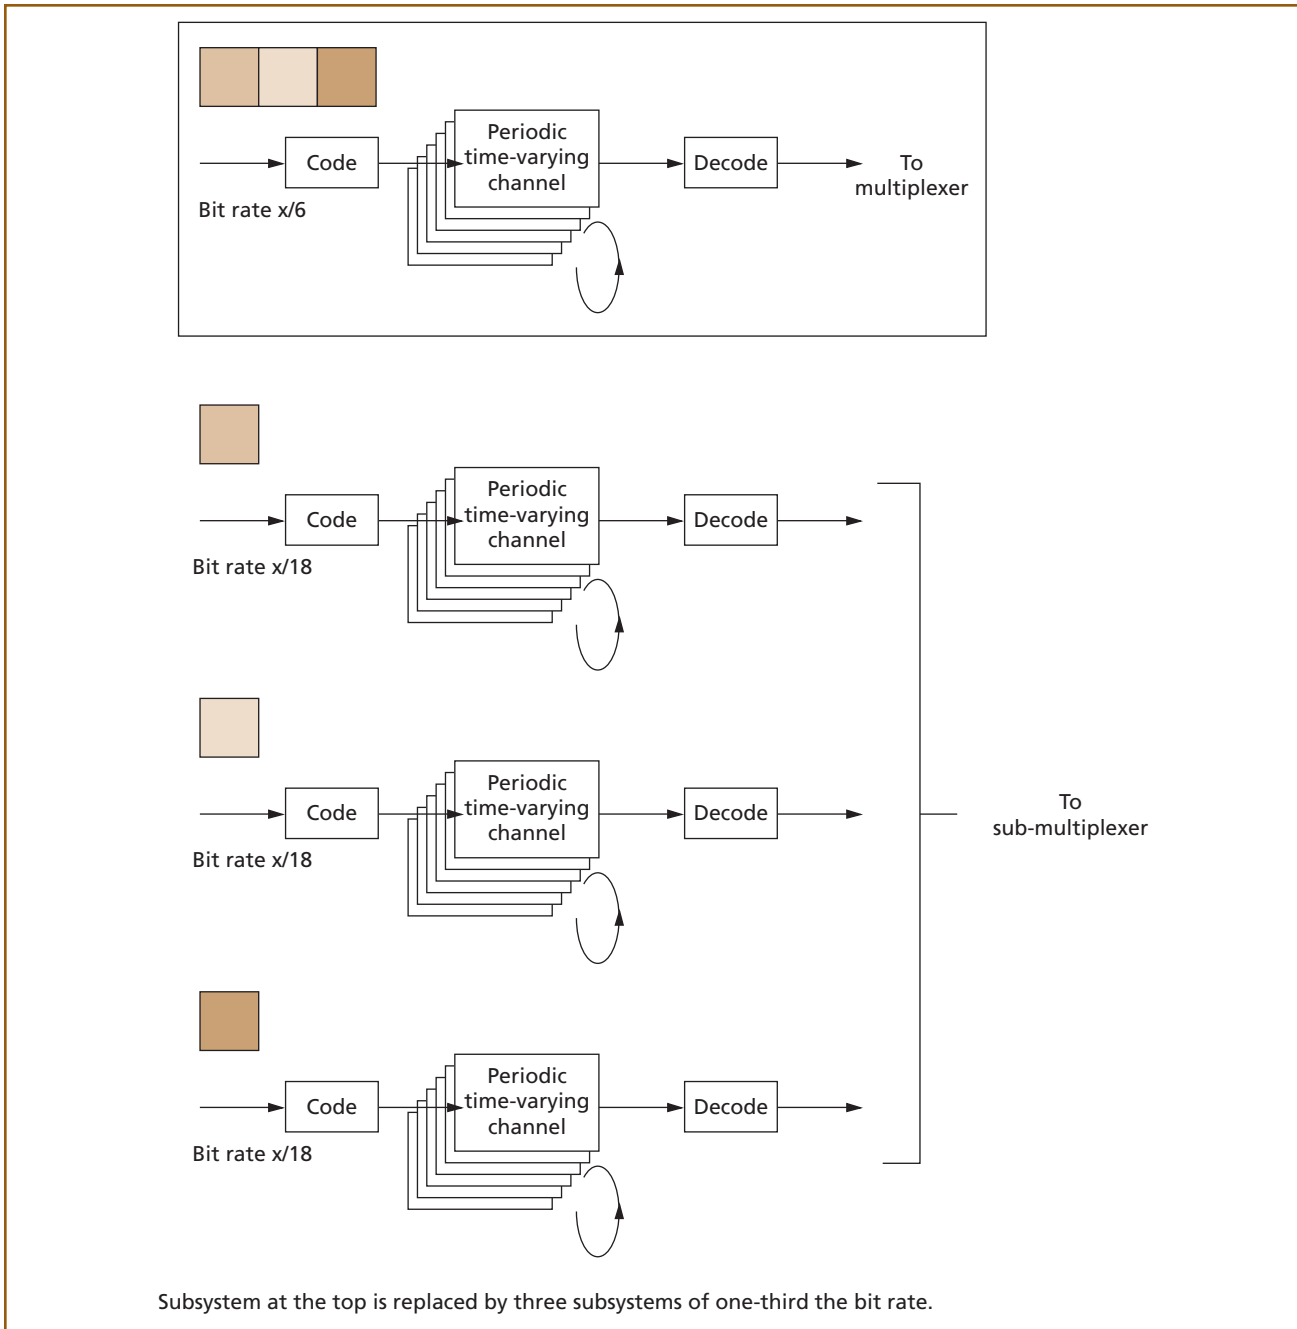 Periodic
time-varying
channel
Code
Decode
To
multiplexer
Bit rate x/6
Periodic
time-varying
channel
Code
Decode
Bit rate x/18
Periodic
time-varying
channel
Code
Decode
To
sub-multiplexer
Bit rate x/18
Periodic
time-varying
channel
Code
Decode
Bit rate x/18
Subsystem at the top is replaced by three subsystems of one-third the bit rate.